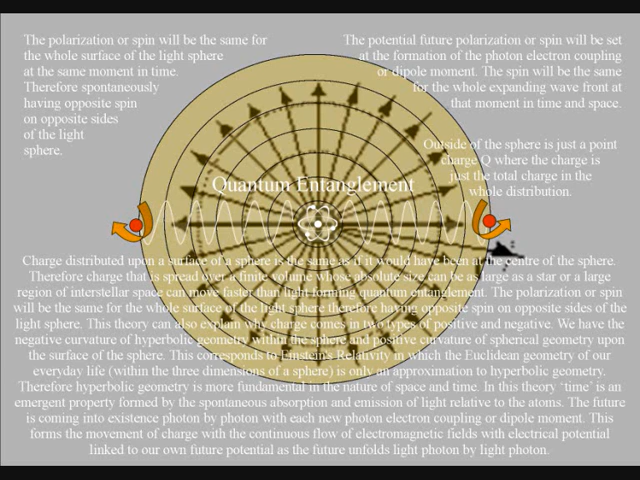 The polarization or spin will be the same for
the whole surface of the light sphere
at the same moment in time.
Therefore spontaneously
having opposite spin
on opposite sides
of the light
sphere.
The potential future polarization or spin will be set
at the formation of the photon electron coupling
or dipole moment. The spin will be the same
for the whole expanding wave front at
that moment in time and space.
Outside of the sphere is just a point
charge Q where the charge is
just the total charge in the
whole distribution.
Quantum Entanglement
Charge distributed upon a surface of a sphere is the same as if it would have been at the centre of the sphere.
Therefore charge that is spread over a finite volume whose absolute size can be as large as a star or a large
region of interstellar space can move faster than light forming quantum entanglement. The polarization or spin
will be the same for the whole surface of the light sphere therefore having opposite spin on opposite sides of the
light sphere. This theory can also explain why charge comes in two types of positive and negative. We have the
negative curvature of hyperbolic geometry within the sphere and positive curvature of spherical geometry upon
the surface of the sphere. This corresponds to Einstein's Relativity in which the Euclidean geometry of our
everyday life (within the three dimensions of a sphere) is only an approximation to hyperbolic geometry.
Therefore hyperbolic geometry is more fundamental in the nature of space and time. In this theory ‘time’ is an
emergent property formed by the spontaneous absorption and emission of light relative to the atoms. The future
is coming into existence photon by photon with each new photon electron coupling or dipole moment. This
forms the movement of charge with the continuous flow of electromagnetic fields with electrical potential
linked to our own future potential as the future unfolds light photon by light photon.